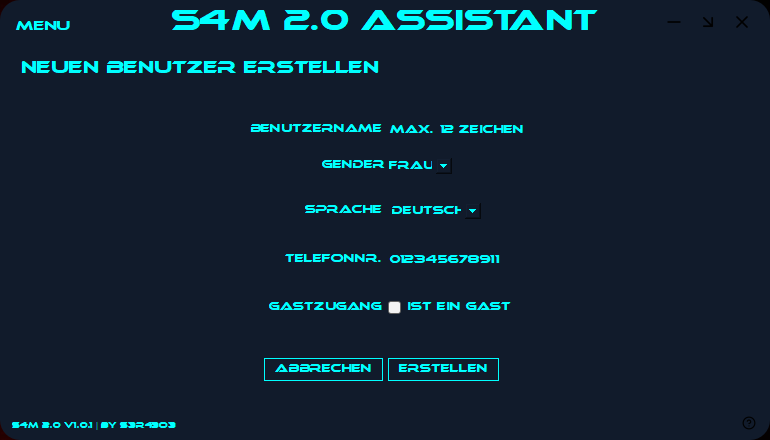 MENU
S4M 2.0 ASSISTANT
NEUEN BENUTZER ERSTELLEN
BENUTZERNAME MAX. 12 ZEICHEN
GENDER FRAU
SPRACHE DEUTSCH
TELEFONNR. 012345678911
GASTZUGANG IST EIN GAST
ABBRECHEN ERSTELLEN
S4M 2.0 V1.0.1 | BY S3R43O3